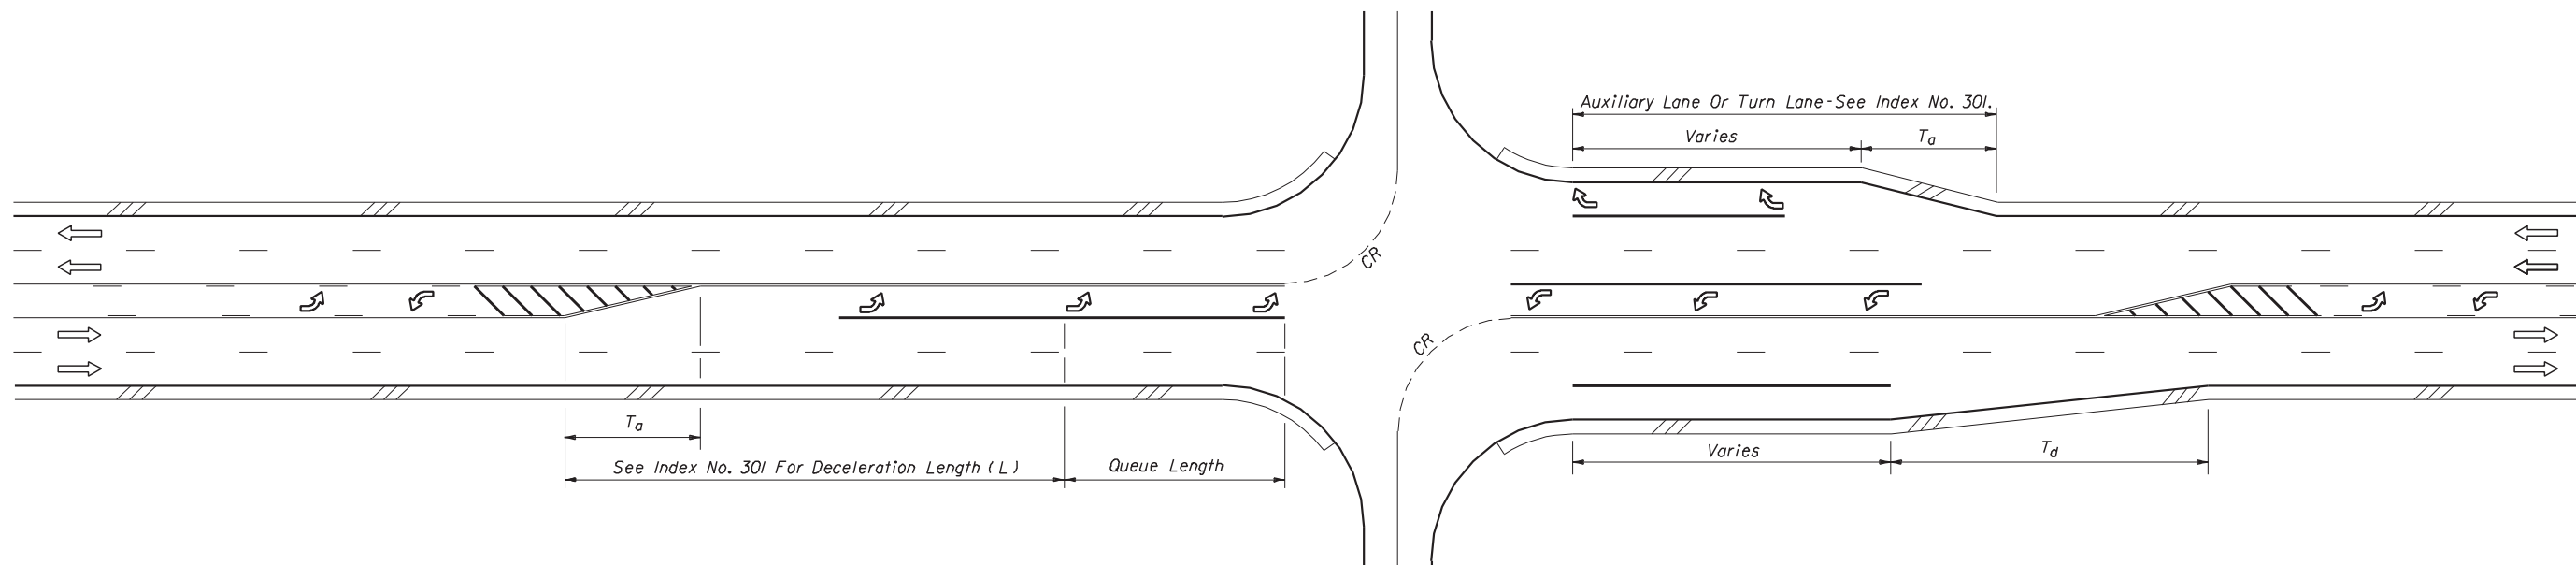 Auxiliary Lane Or Turn Lane-See Index No. 301.
Varies
Ta
CR
CR
Ta
See Index No. 301 For Deceleration Length (L)
Queue Length
Varies
Td